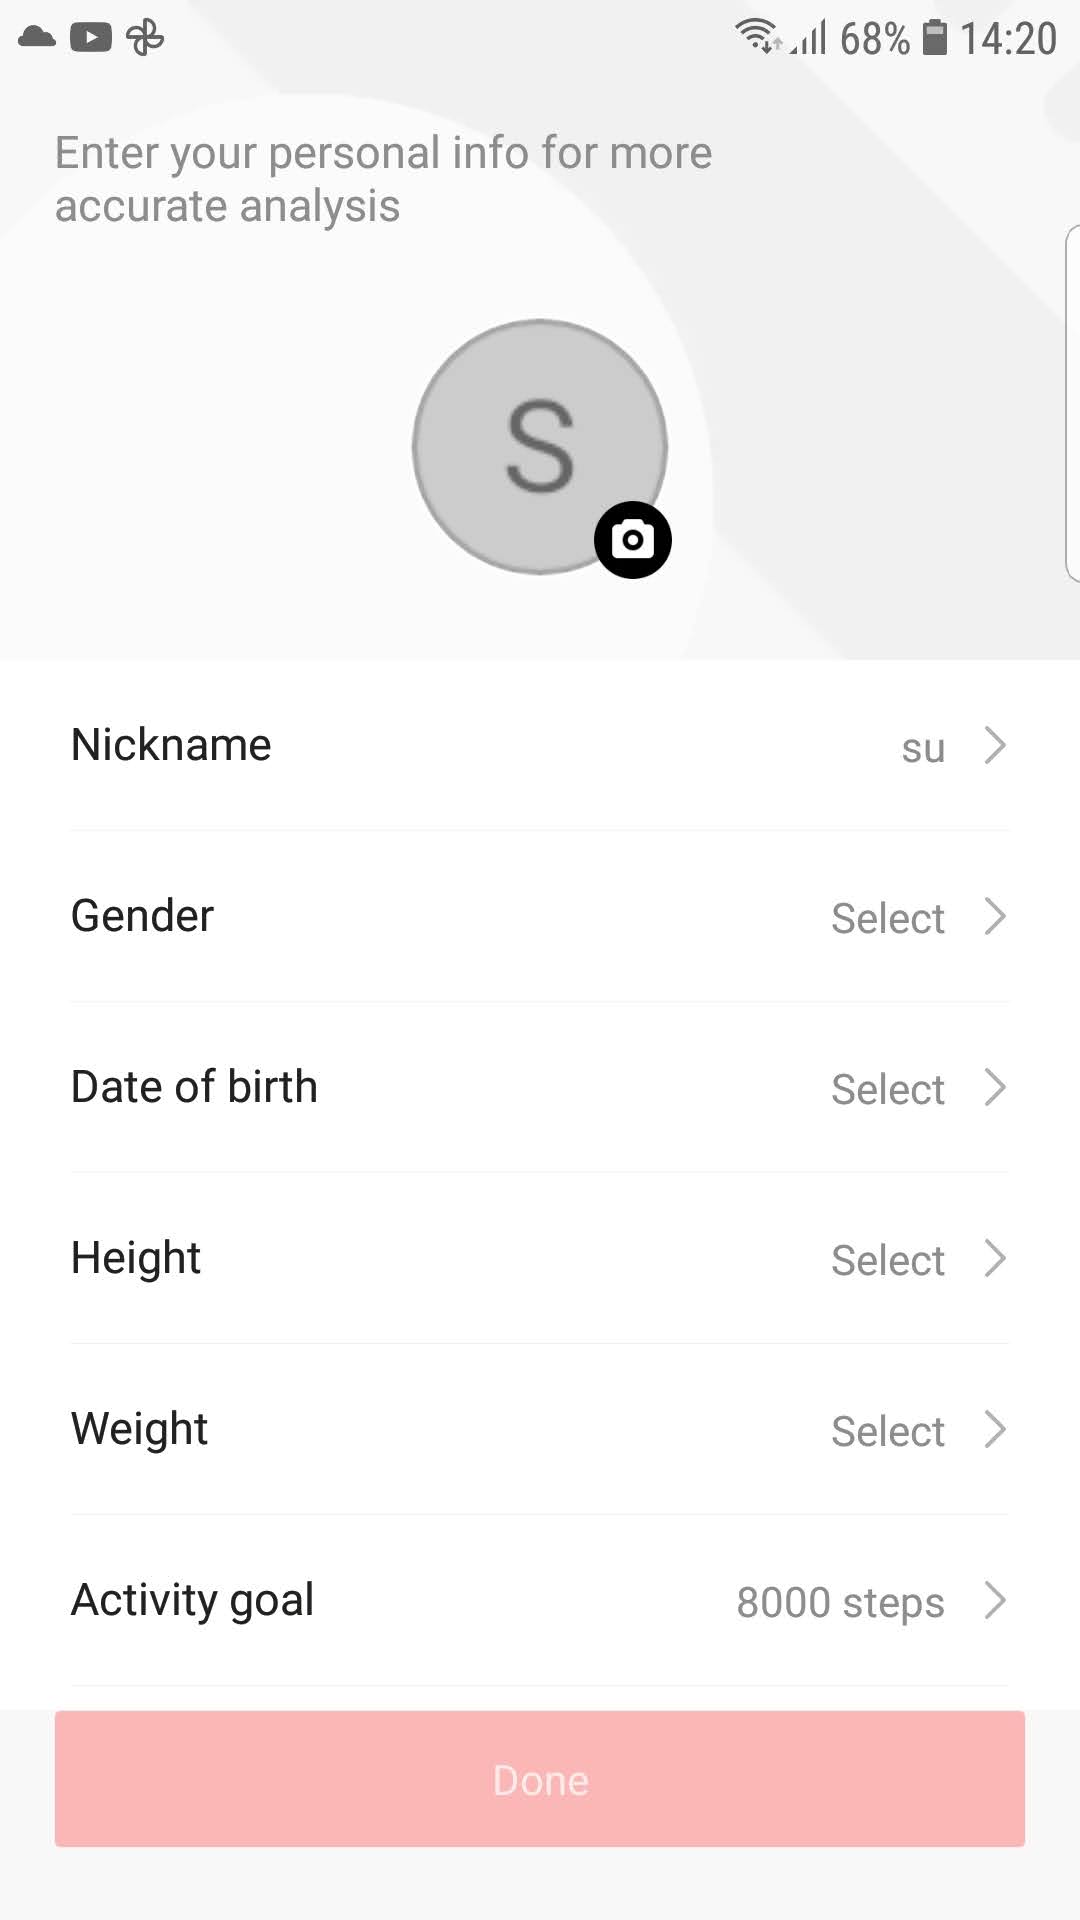 68% 14:20
Enter your personal info for more
accurate analysis
S
Nickname su
Gender Select
Date of birth Select
Height Select
Weight Select
Activity goal 8000 steps
Done